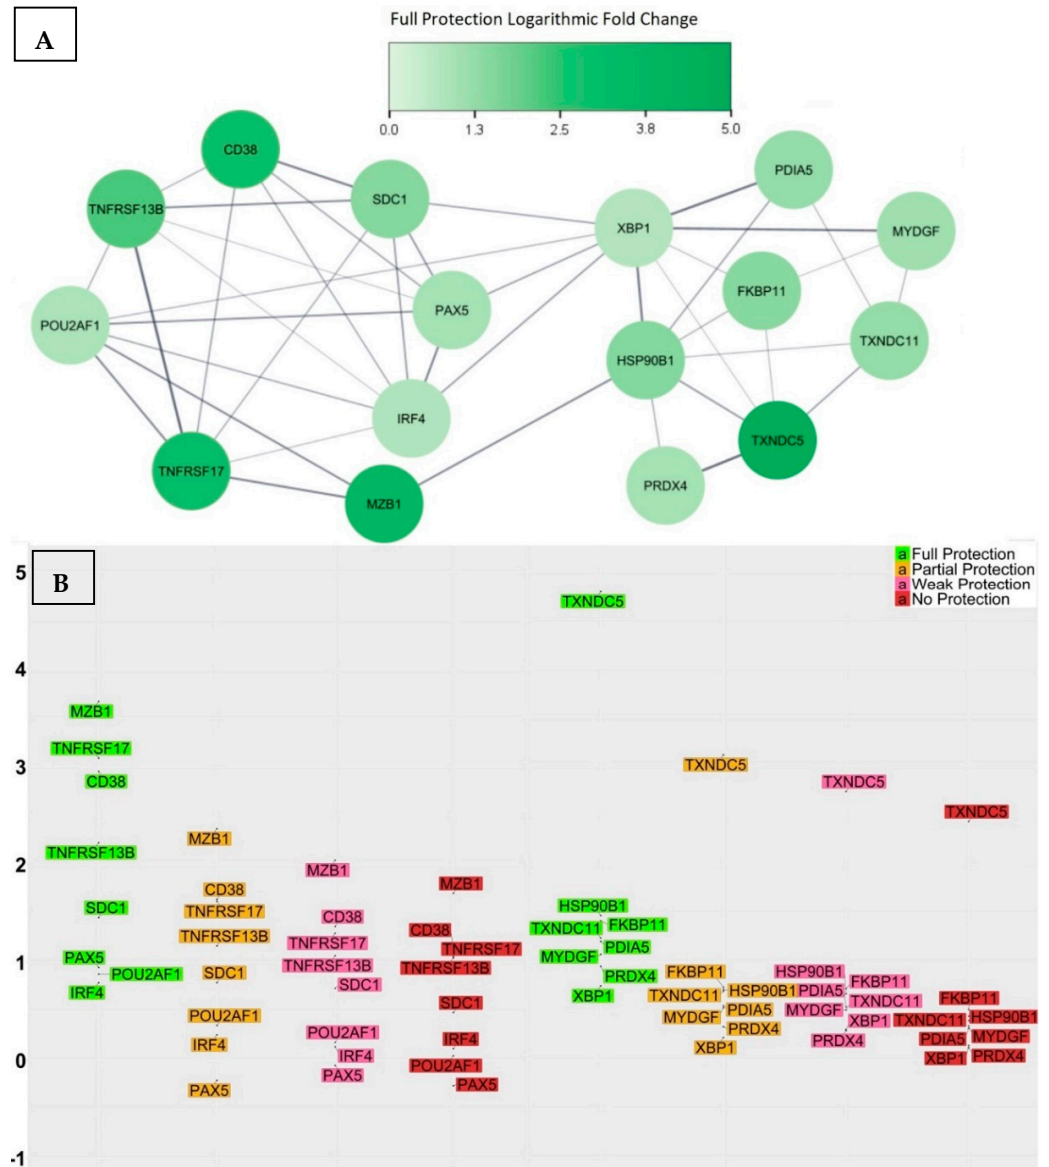 A
Full Protection Logarithmic Fold Change
0.0 1.3 2.5 3.8 5.0
CD38
PDIA5
TNFRSF13B
SDC1
XBP1
MYDGF
FKBP11
PAX5
POU2AF1
TXNDC11
HSP90B1
IRF4
TXNDC5
TNFRSF17
PRDX4
MZB1
B
a Full Protection
a Partial Protection
a Weak Protection
a No Protection
5
4
3
2
1
0
-1
MZB1
TNFRSF17
CD38
TNFRSF13B
SDC1
PAX5
POU2AF1
IRF4
MZB1
CD38
TNFRSF17
TNFRSF13B
SDC1
POU2AF1
IRF4
PAX5
MZB1
CD38
TNFRSF17
TNFRSF13B
SDC1
POU2AF1
IRF4
PAX5
MZB1
CD38
TNFRSF17
TNFRSF13B
SDC1
IRF4
POU2AF1
PAX5
TXNDC5
HSP90B1
TXNDC11 FKBP11
PDIA5
MYDGF
PRDX4
XBP1
TXNDC5
FKBP11
TXNDC11 HSP90B1
MYDGF PDIA5
PRDX4
XBP1
TXNDC5
HSP90B1
PDIA5 FKBP11
TXNDC11
MYDGF
XBP1
PRDX4
TXNDC5
FKBP11
TXNDC11 HSP90B1
PDIA5 MYDGF
XBP1 PRDX4